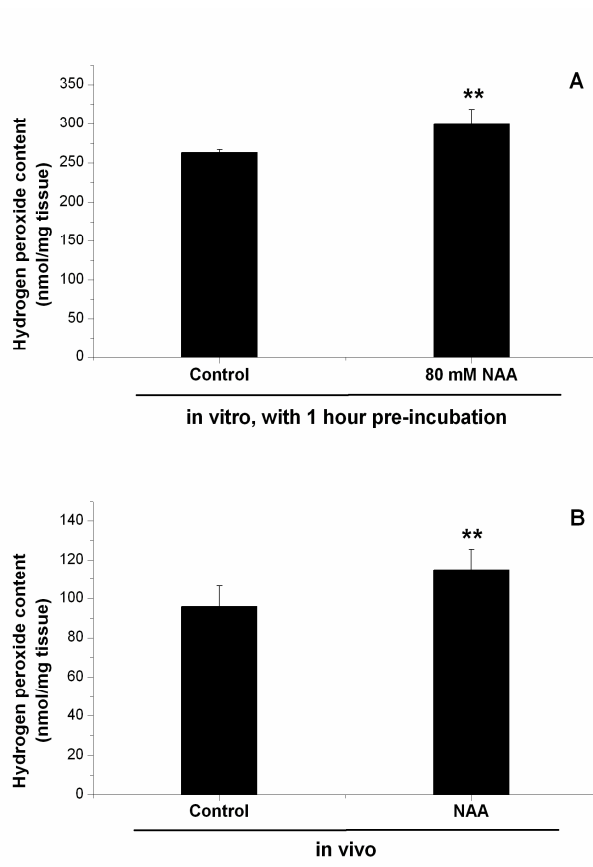 A
Hydrogen peroxide content
(nmol/mg tissue)
350
300
250
200
150
100
50
0
**
Control
80 mM NAA
in vitro, with 1 hour pre-incubation
B
Hydrogen peroxide content
(nmol/mg tissue)
140
120
100
80
60
40
20
0
**
Control
NAA
in vivo